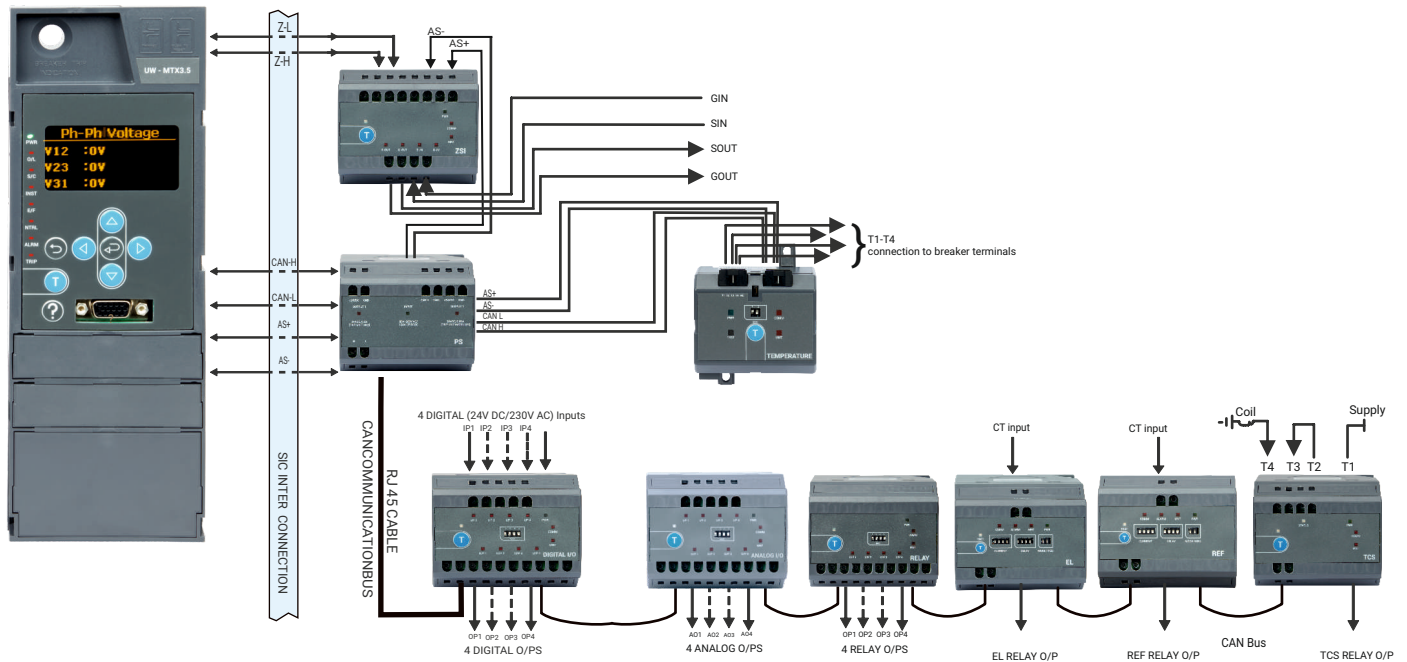 UW - MTX3.5
Ph-Ph Voltage
V12 :0V
V23 :0V
V31 :0V
PWR
O/L
S/C
INST
E/F
NTRL
ALRM
TRIP
T
?
Z-L
Z-H
CAN-H
CAN-L
AS+
AS-
SIC INTER CONNECTION
AS-
AS+
T
ZSI
GIN
SIN
SOUT
GOUT
PS
AS+
AS-
CAN L
CAN H
T
TEMPERATURE
T1-T4
connection to breaker terminals
CANCOMMUNICATIONBUS
RJ 45 CABLE
4 DIGITAL (24V DC/230V AC) Inputs
IP1 IP2 IP3 IP4
T
DIGITAL I/O
OP1 OP2 OP3 OP4
4 DIGITAL O/PS
T
ANALOG I/O
AO1 AO2 AO3 AO4
4 ANALOG O/PS
T
RELAY
OP1 OP2 OP3 OP4
4 RELAY O/PS
CT input
T
EL
EL RELAY O/P
CT input
T
REF
REF RELAY O/P
CAN Bus
Coil
Supply
T4 T3 T2 T1
T
TCS
TCS RELAY O/P